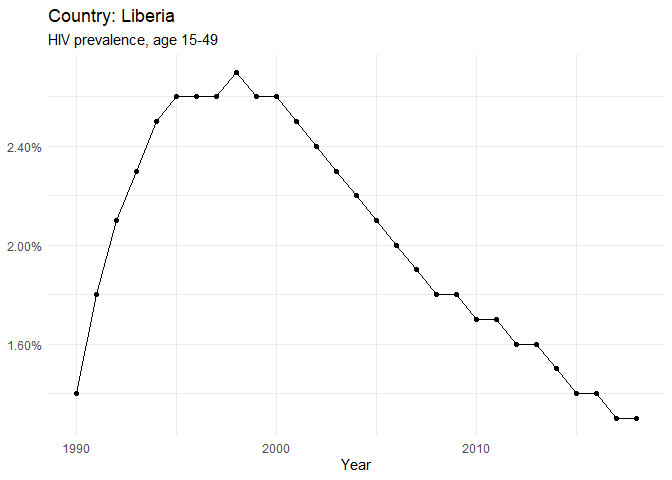 Country: Liberia
HIV prevalence, age 15-49
2.40%
2.00%
1.60%
1990 2000 2010
Year